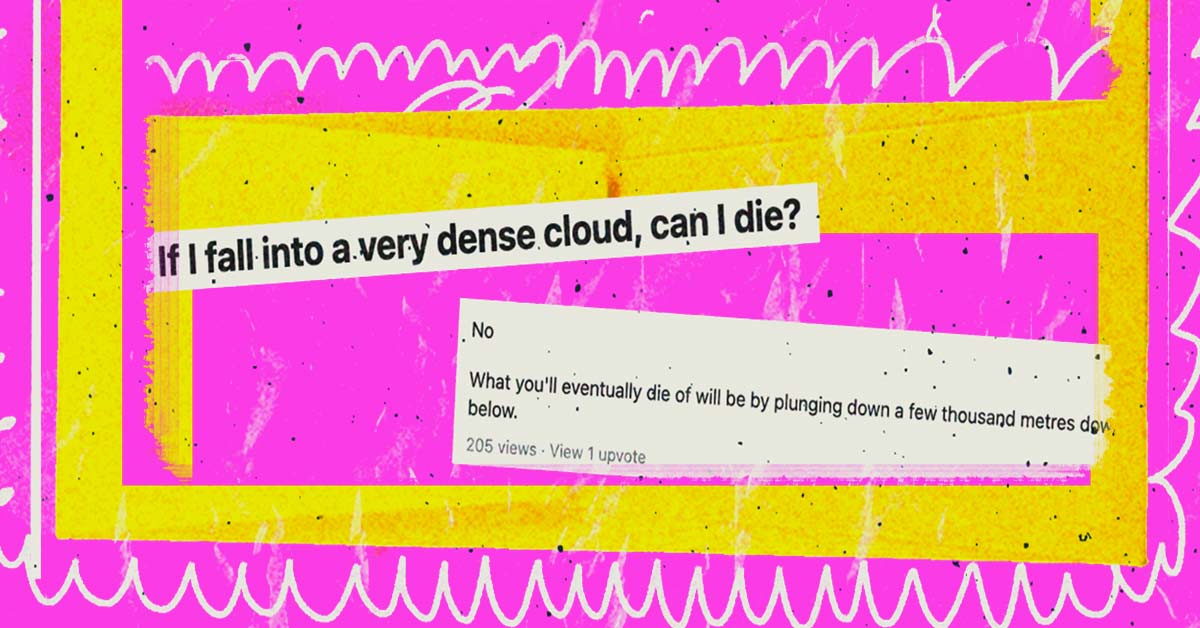 If I fall into a very dense cloud, can I die?
No
What you'll eventually die of will be by plunging down a few thousand metres
below.
205 views · View 1 upvote